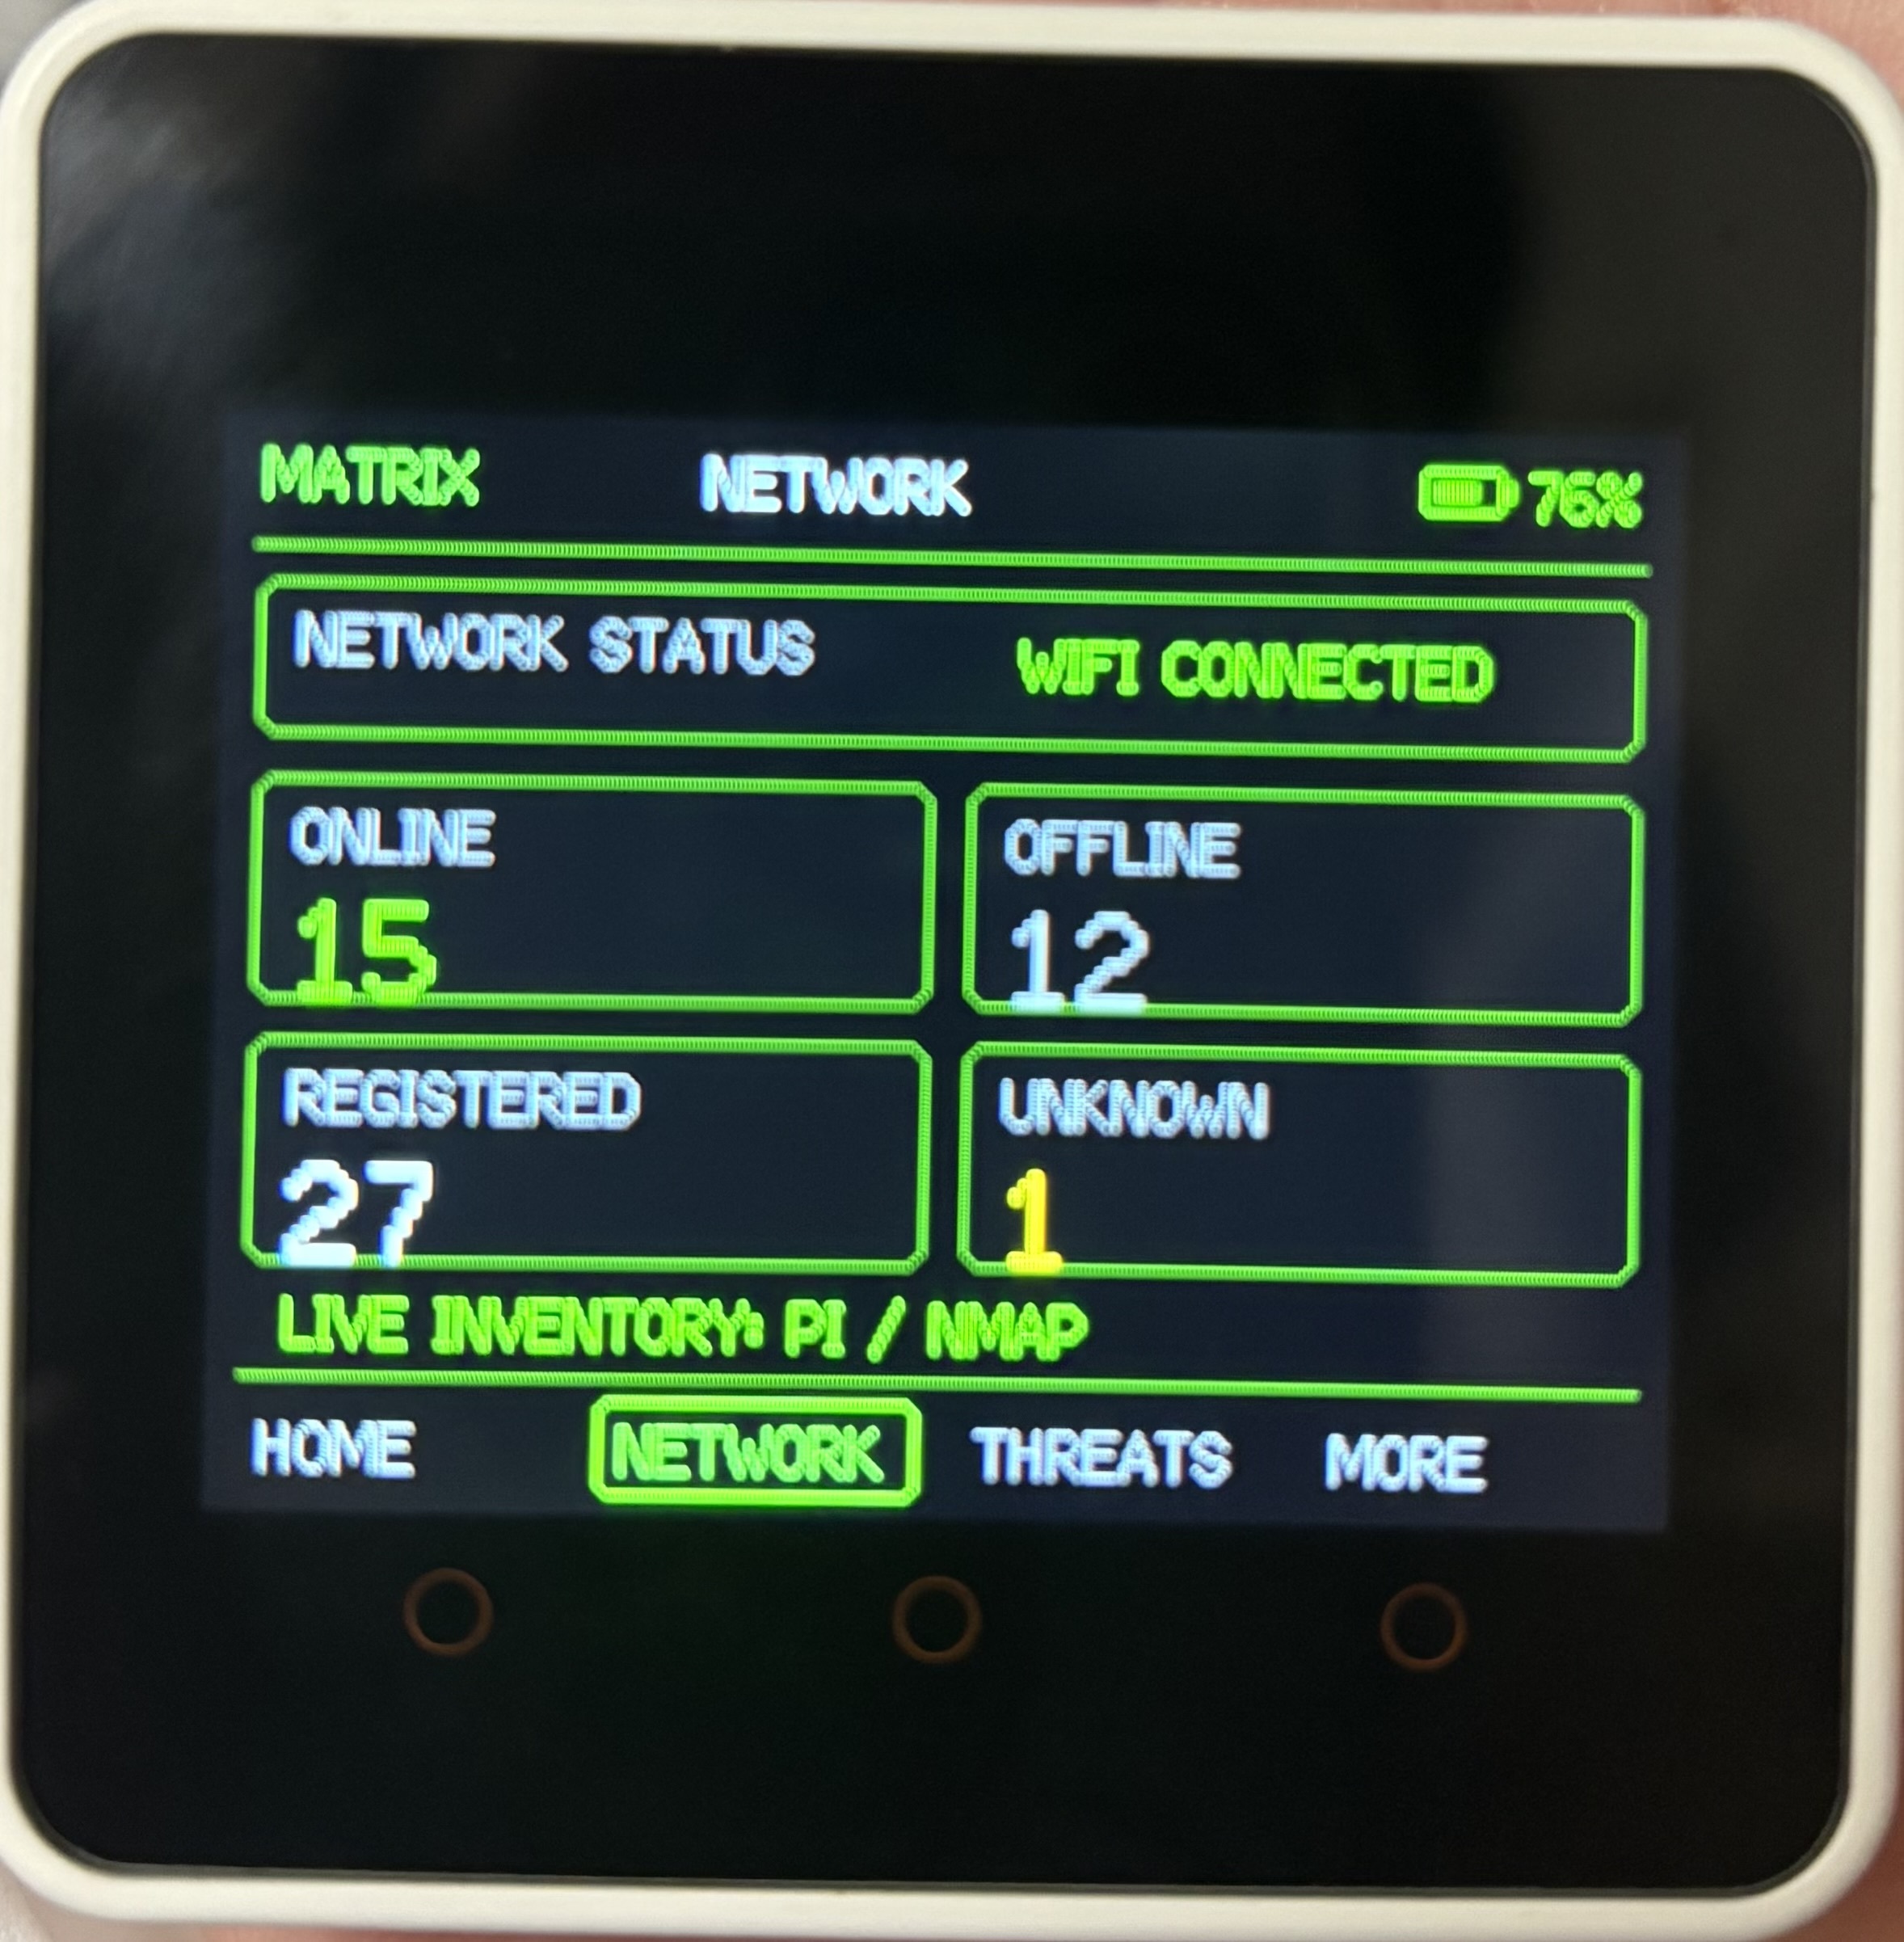 MATRIX NETWORK 76%
NETWORK STATUS WIFI CONNECTED
ONLINE OFFLINE
15 12
REGISTERED UNKNOWN
27 1
LIVE INVENTORY: PI / NMAP
HOME NETWORK THREATS MORE